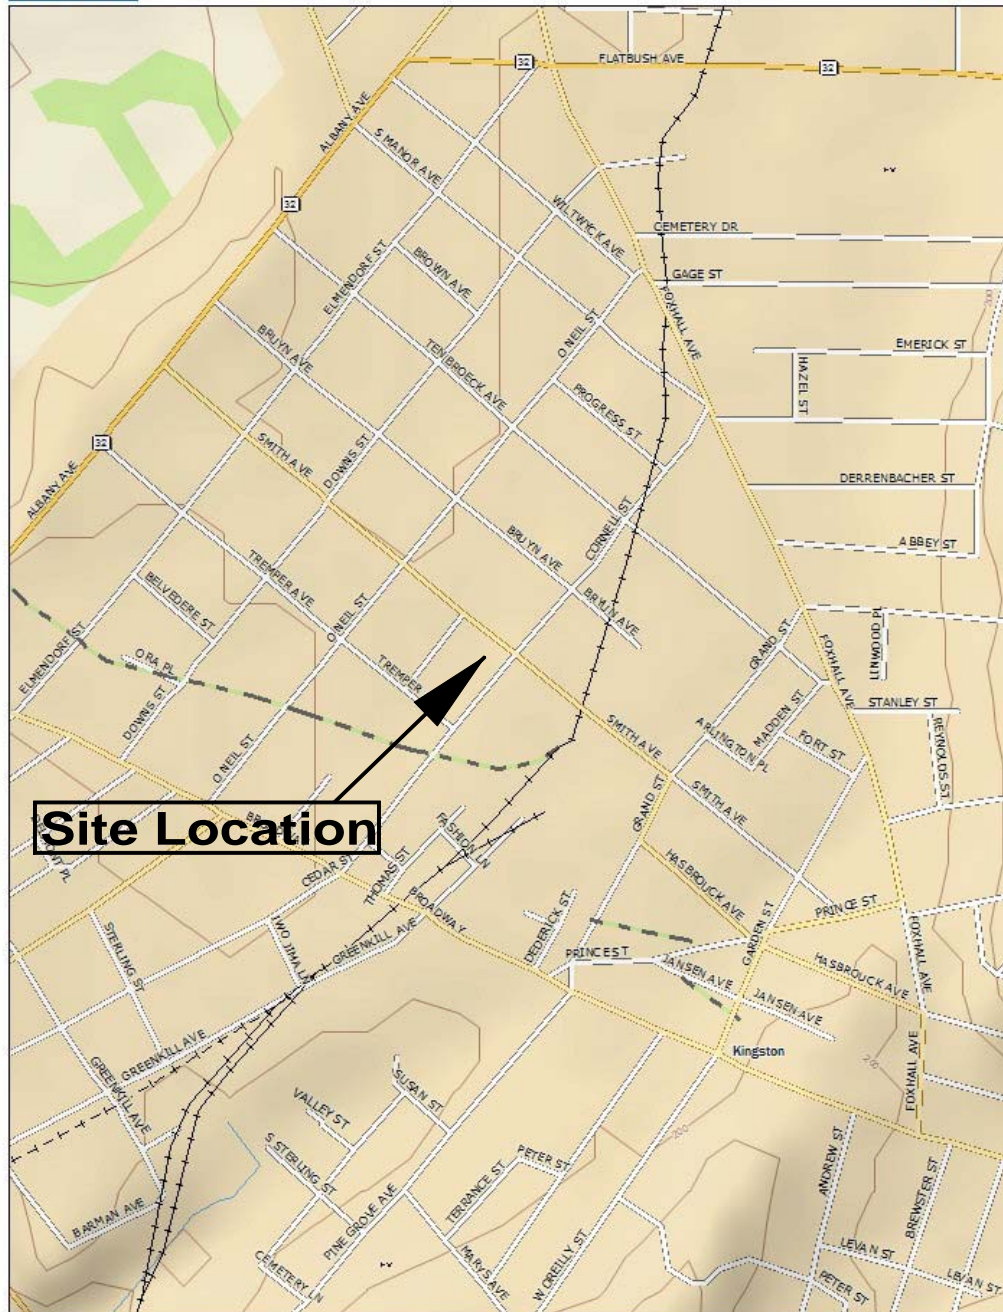 32
FLATBUSH AVE
32
ALBANY AVE
S MANOR AVE
32
WILTWYCK AVE
CEMETERY DR
ELMENDORF ST
BROWN AVE
GAGE ST
200
FOXHALL AVE
O NEIL ST
BRUYN AVE
TEN BROECK AVE
EMERICK ST
HAZEL ST
PROGRESS ST
32
SMITH AVE
DOWNS ST
ALBANY AVE
DERRENBACHER ST
CORNELL ST
BRUYN AVE
ABBEY ST
TREMPER AVE
BELVEDERE ST
O NEIL ST
BRUYN AVE
GRAND ST
FOXHALL AVE
LENWOOD PL
ELMENDORF ST
ORA PL
TREMPER
DOWNS ST
STANLEY ST
MADDEN ST
ARLINGTON PL
FORT ST
REYNOLDS ST
SMITH AVE
O NEIL ST
SMITH AVE
GRAND ST
Site Location
FASHION LN
CEDAR ST
THOMAS ST
HASBROUCK AVE
BROADWAY
PRINCE ST
GARDEN ST
DEDERICK ST
GREENKILL AVE
IWO JIMA LN
STERLING ST
PRINCE ST
JANSEN AVE
HASBROUCK AVE
FOXHALL AVE
JANSEN AVE
GREENKILL AVE
Kingston
200
GREENKILL AVE
FOXHALL AVE
SUSAN ST
VALLEY ST
200
S STERLING ST
PETER ST
TERRANCE ST
ANDREW ST
BREWSTER ST
BARMAN AVE
PINE GROVE AVE
MARYS AVE
W O REILLY ST
CEMETERY LN
LEVAN ST
PETER ST
LEVAN ST